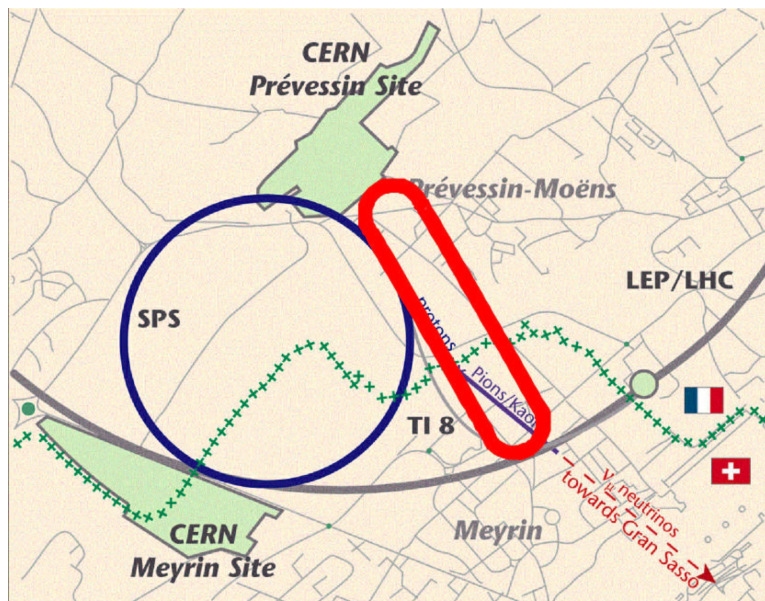 CERN
Prévessin Site
Prévessin-Moëns
LEP/LHC
SPS
protons
Pions/Kaon
TI 8
ν
μ neutrinos
towards Gran Sasso
Meyrin
CERN
Meyrin Site